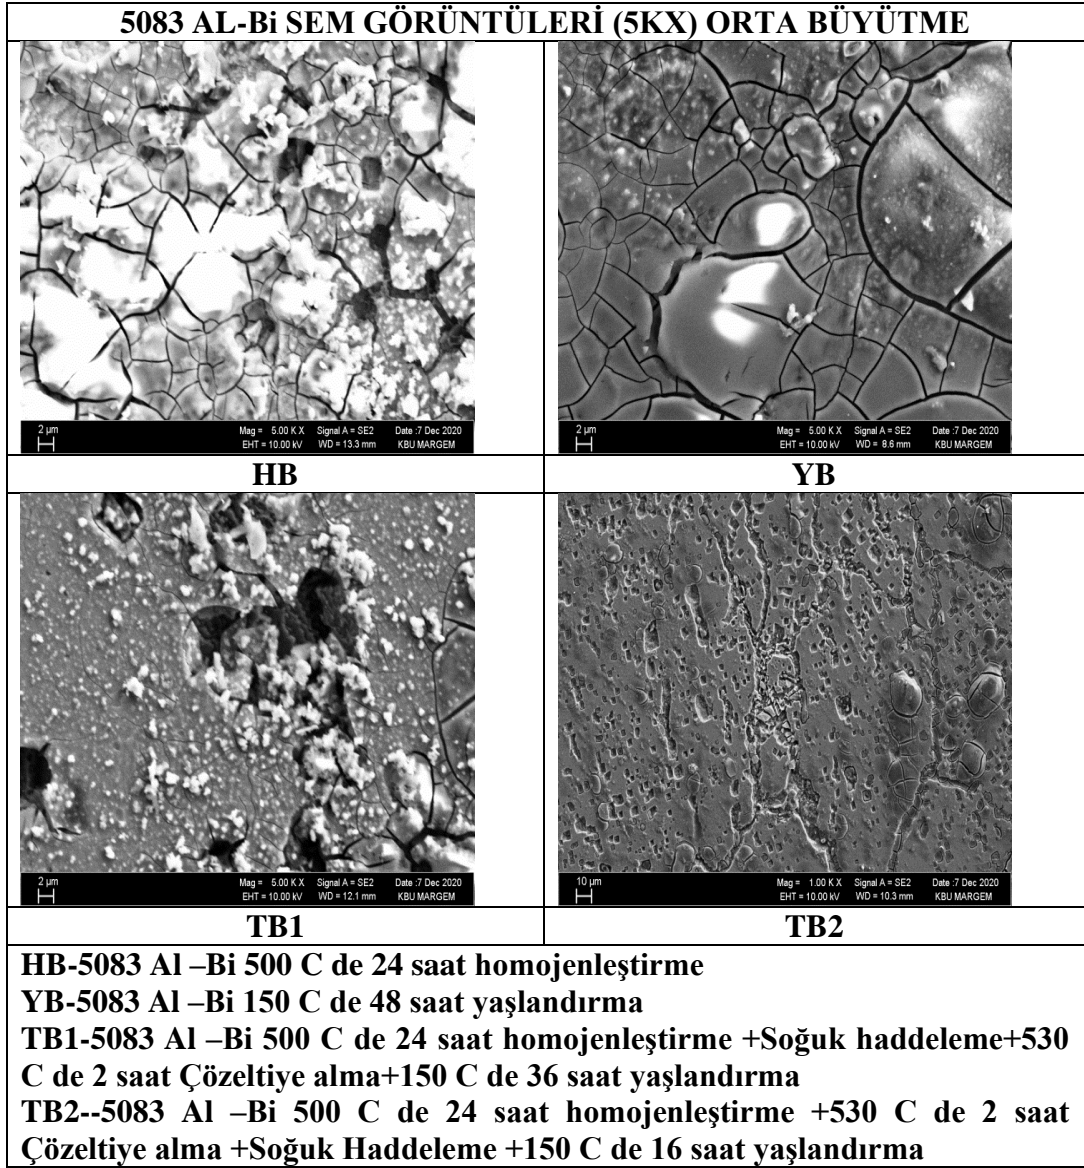 5083 AL-Bi SEM GÖRÜNTÜLERİ (5KX) ORTA BÜYÜTME
2 µm Mag = 5.00 K X Signal A = SE2 Date :7 Dec 2020
EHT = 10.00 kV WD = 13.3 mm KBU MARGEM
2 µm Mag = 5.00 K X Signal A = SE2 Date :7 Dec 2020
EHT = 10.00 kV WD = 8.6 mm KBU MARGEM
HB YB
2 µm Mag = 5.00 K X Signal A = SE2 Date :7 Dec 2020
EHT = 10.00 kV WD = 12.1 mm KBU MARGEM
10 µm Mag = 1.00 K X Signal A = SE2 Date :7 Dec 2020
EHT = 10.00 kV WD = 10.3 mm KBU MARGEM
TB1 TB2
HB-5083 Al –Bi 500 C de 24 saat homojenleştirme
YB-5083 Al –Bi 150 C de 48 saat yaşlandırma
TB1-5083 Al –Bi 500 C de 24 saat homojenleştirme +Soğuk haddeleme+530
C de 2 saat Çözeltiye alma+150 C de 36 saat yaşlandırma
TB2--5083 Al –Bi 500 C de 24 saat homojenleştirme +530 C de 2 saat
Çözeltiye alma +Soğuk Haddeleme +150 C de 16 saat yaşlandırma